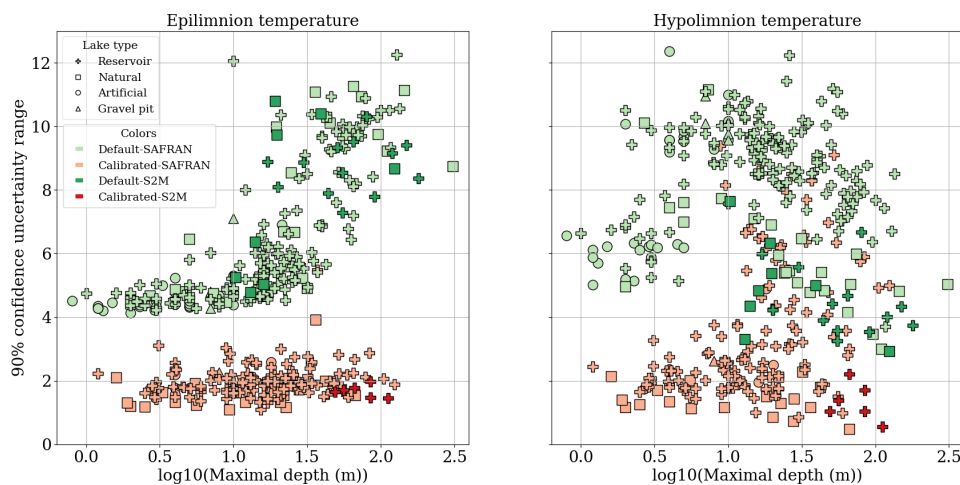 Epilimnion temperature
Hypolimnion temperature
90% confidence uncertainty range
12
10
8
6
4
2
0
Lake type
Reservoir
Natural
Artificial
Gravel pit
Colors
Default-SAFRAN
Calibrated-SAFRAN
Default-S2M
Calibrated-S2M
0.0 0.5 1.0 1.5 2.0 2.5
0.0 0.5 1.0 1.5 2.0 2.5
log10(Maximal depth (m))
log10(Maximal depth (m))